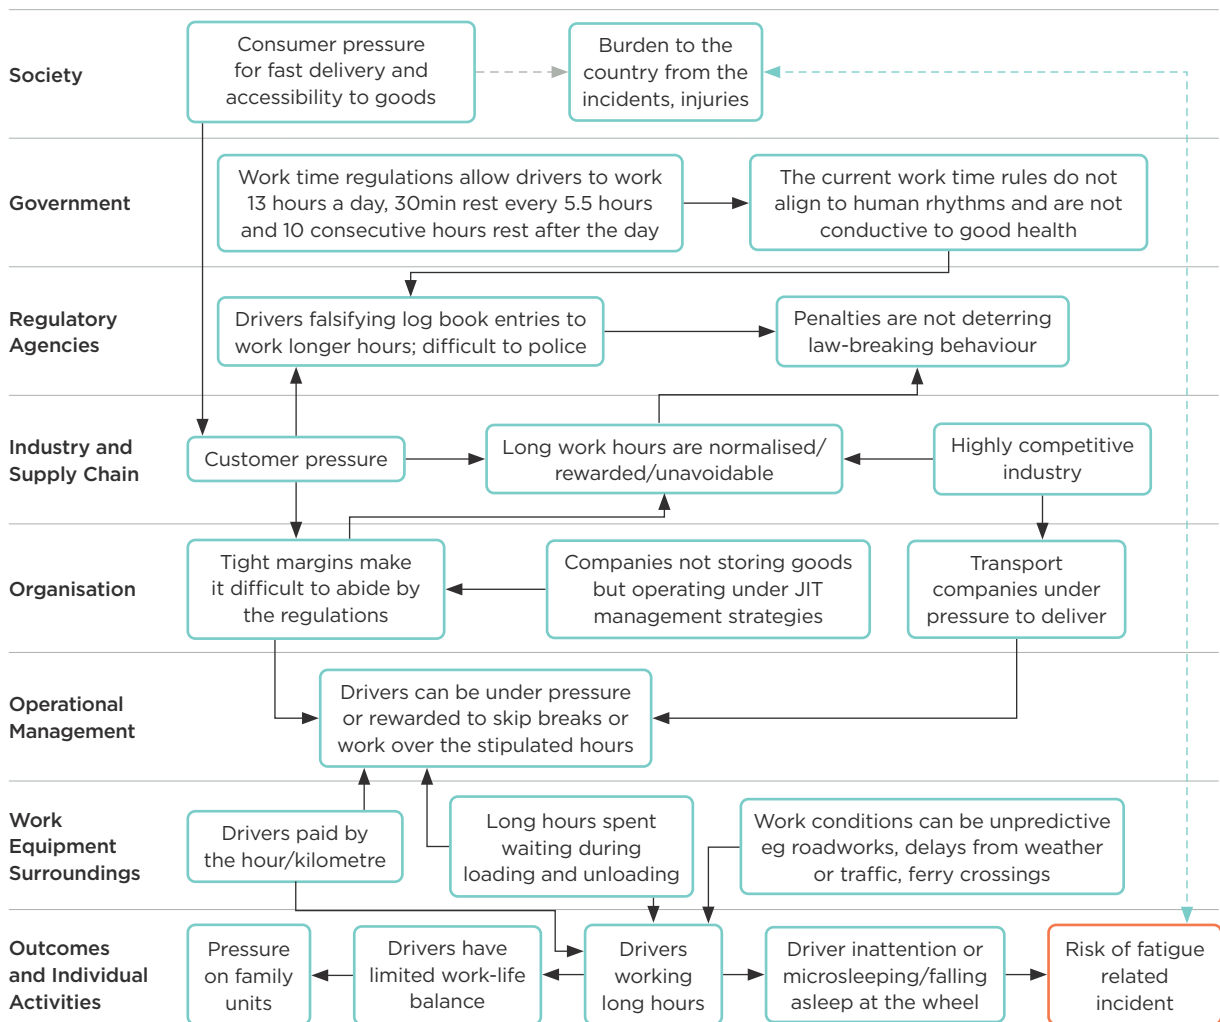 Society
Consumer pressure
for fast delivery and
accessibility to goods
Burden to the
country from the
incidents, injuries
Government
Work time regulations allow drivers to work
13 hours a day, 30min rest every 5.5 hours
and 10 consecutive hours rest after the day
The current work time rules do not
align to human rhythms and are not
conductive to good health
Regulatory
Agencies
Drivers falsifying log book entries to
work longer hours; difficult to police
Penalties are not deterring
law-breaking behaviour
Industry and
Supply Chain
Customer pressure
Long work hours are normalised/
rewarded/unavoidable
Highly competitive
industry
Organisation
Tight margins make
it difficult to abide by
the regulations
Companies not storing goods
but operating under JIT
management strategies
Transport
companies under
pressure to deliver
Operational
Management
Drivers can be under pressure
or rewarded to skip breaks or
work over the stipulated hours
Work
Equipment
Surroundings
Drivers paid by
the hour/kilometre
Long hours spent
waiting during
loading and unloading
Work conditions can be unpredictive
eg roadworks, delays from weather
or traffic, ferry crossings
Outcomes
and Individual
Activities
Pressure
on family
units
Drivers have
limited work-life
balance
Drivers
working
long hours
Driver inattention or
microsleeping/falling
asleep at the wheel
Risk of fatigue
related
incident